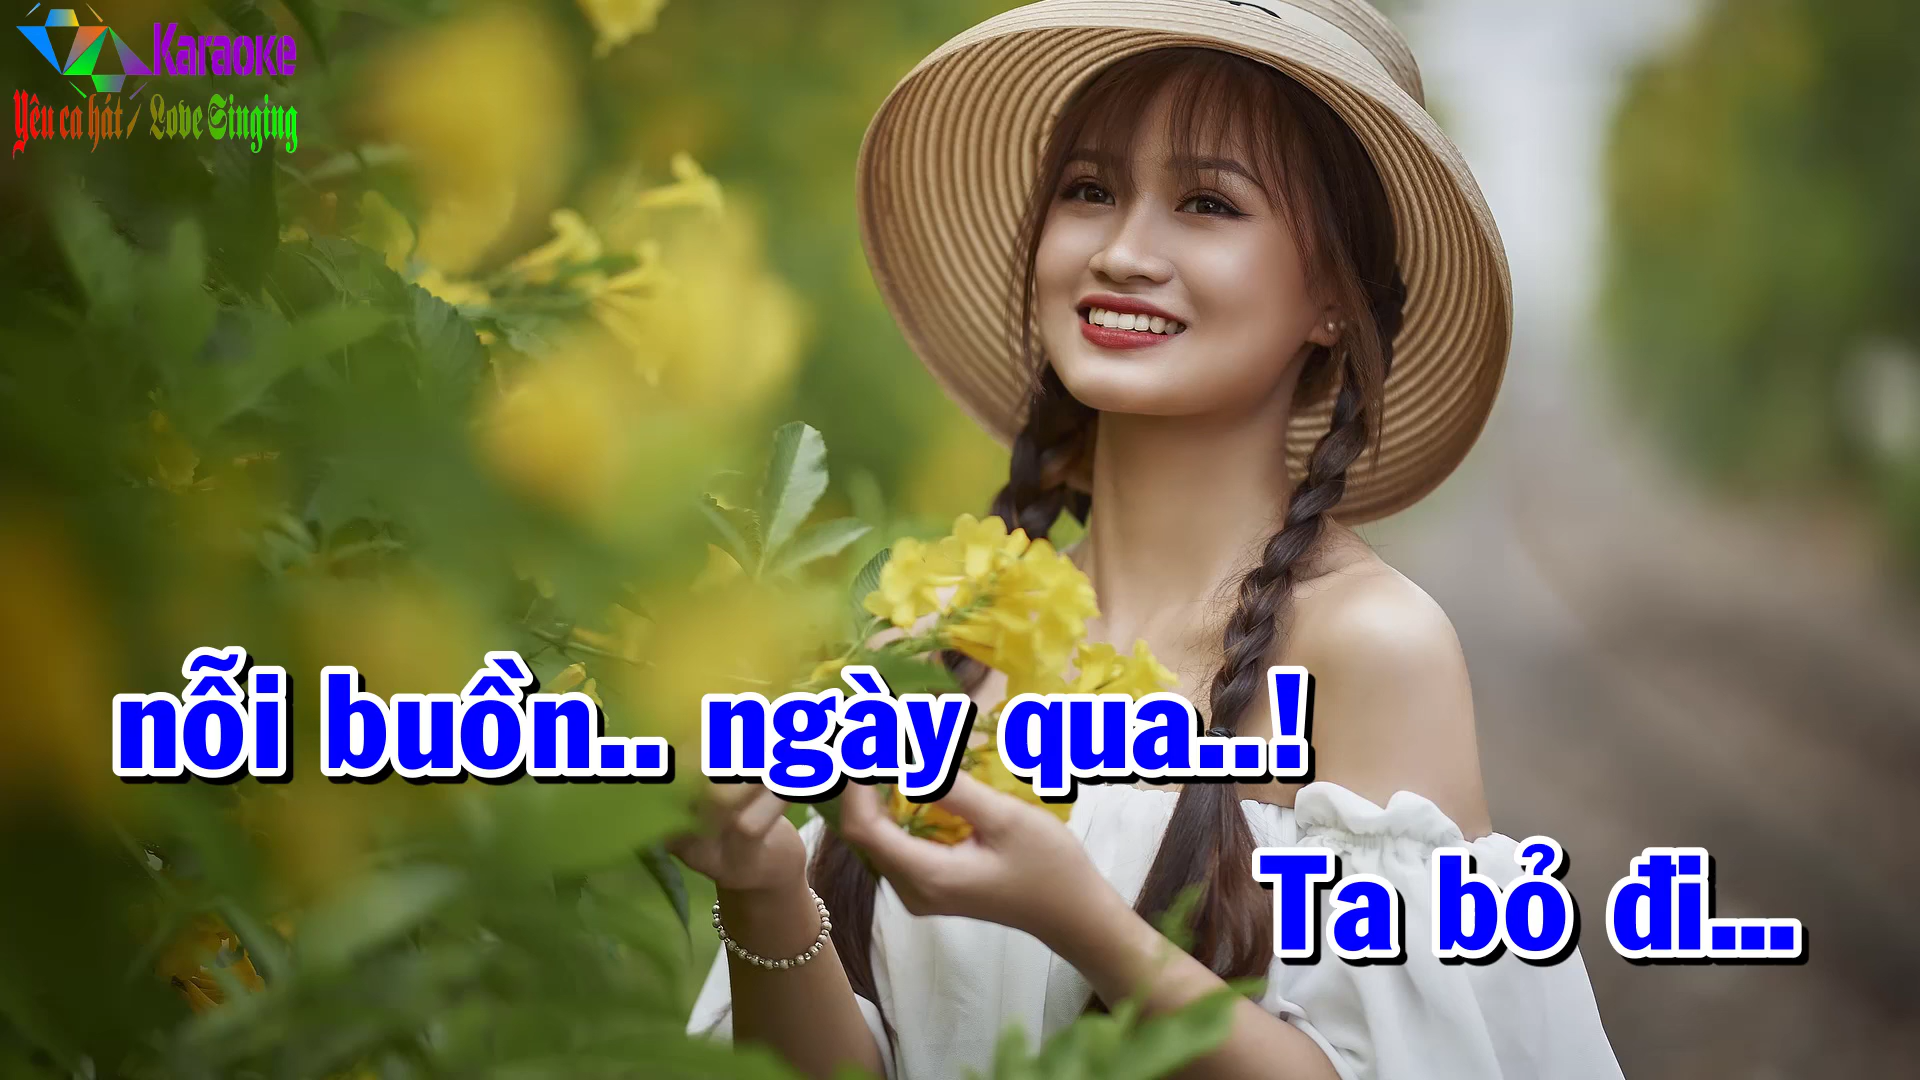 Karaoke
Yêu ca hát / Love Singing
nỗi buồn.. ngày qua..!
Ta bỏ đi...